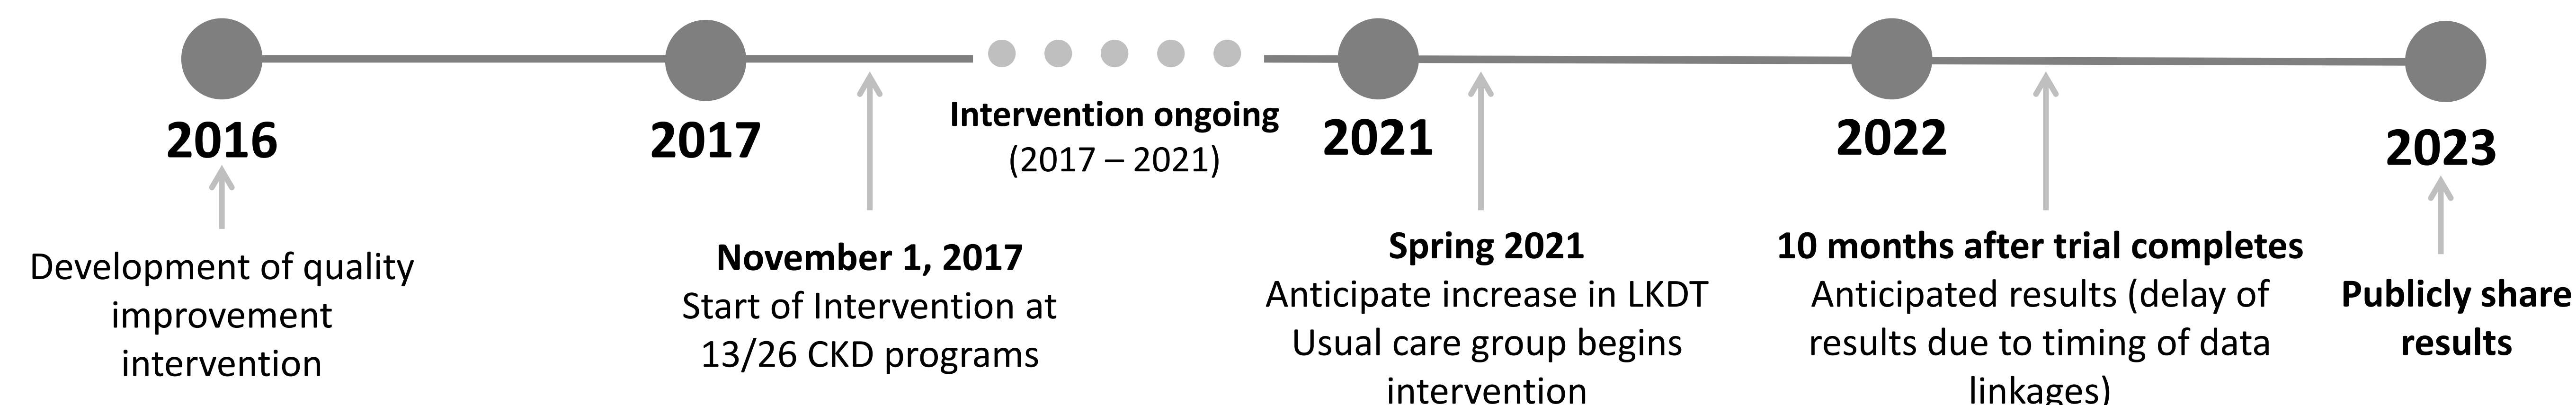 2016
2017
Intervention ongoing
(2017 – 2021)
2021
2022
2023
Development of quality
improvement
intervention
November 1, 2017
Start of Intervention at
13/26 CKD programs
Spring 2021
Anticipate increase in LKDT
Usual care group begins
intervention
10 months after trial completes
Anticipated results (delay of
results due to timing of data
linkages)
Publicly share
results